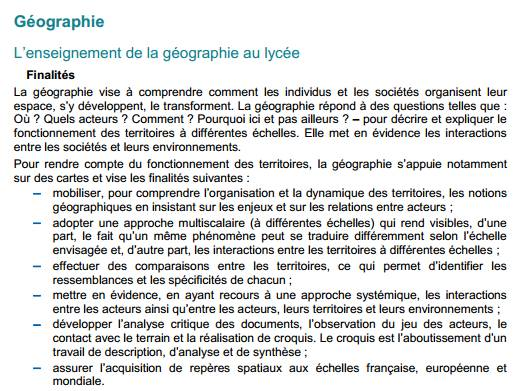 Géographie
L'enseignement de la géographie au lycée
Finalités
La géographie vise à comprendre comment les individus et les sociétés organisent leur
espace, s'y développent, le transforment. La géographie répond à des questions telles que :
Où ? Quels acteurs ? Comment ? Pourquoi ici et pas ailleurs ? – pour décrire et expliquer le
fonctionnement des territoires à différentes échelles. Elle met en évidence les interactions
entre les sociétés et leurs environnements.
Pour rendre compte du fonctionnement des territoires, la géographie s'appuie notamment
sur des cartes et vise les finalités suivantes :
– mobiliser, pour comprendre l'organisation et la dynamique des territoires, les notions
géographiques en insistant sur les enjeux et sur les relations entre acteurs ;
– adopter une approche multiscalaire (à différentes échelles) qui rend visibles, d'une
part, le fait qu'un même phénomène peut se traduire différemment selon l'échelle
envisagée et, d'autre part, les interactions entre les territoires à différentes échelles ;
– effectuer des comparaisons entre les territoires, ce qui permet d'identifier les
ressemblances et les spécificités de chacun ;
– mettre en évidence, en ayant recours à une approche systémique, les interactions
entre les acteurs ainsi qu'entre les acteurs, leurs territoires et leurs environnements ;
– développer l'analyse critique des documents, l'observation du jeu des acteurs, le
contact avec le terrain et la réalisation de croquis. Le croquis est l'aboutissement d'un
travail de description, d'analyse et de synthèse ;
– assurer l'acquisition de repères spatiaux aux échelles française, européenne et
mondiale.